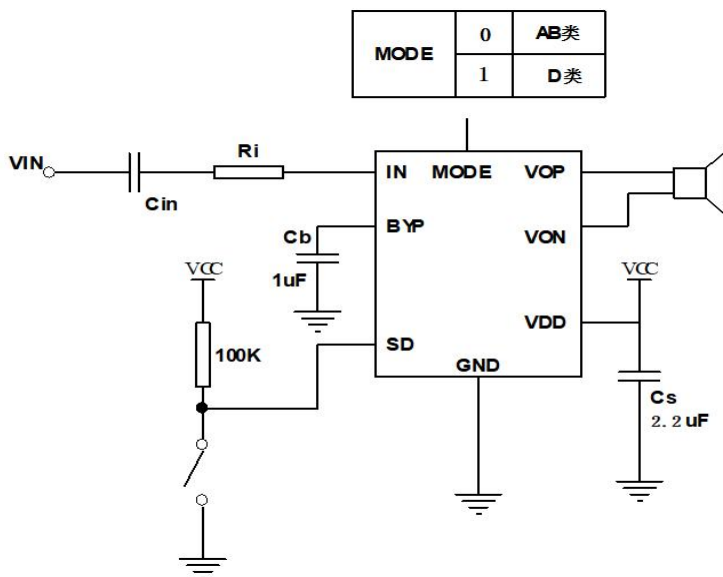 MODE 0 AB类
1 D类
VIN Ri IN MODE VOP
Cin
Cb BYP VON
1uF
VCC VCC
100K SD VDD
GND
Cs
2.2uF